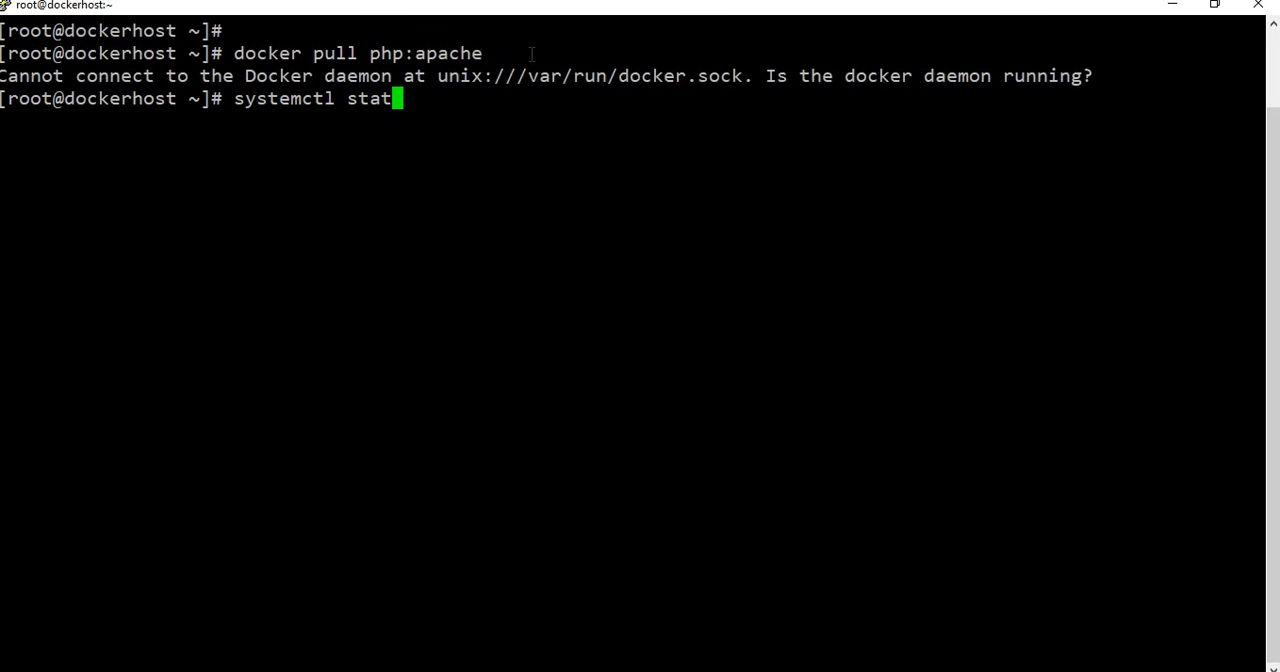 root@dockerhost:~
[root@dockerhost ~]#
[root@dockerhost ~]# docker pull php:apache
Cannot connect to the Docker daemon at unix:///var/run/docker.sock. Is the docker daemon running?
[root@dockerhost ~]# systemctl stat